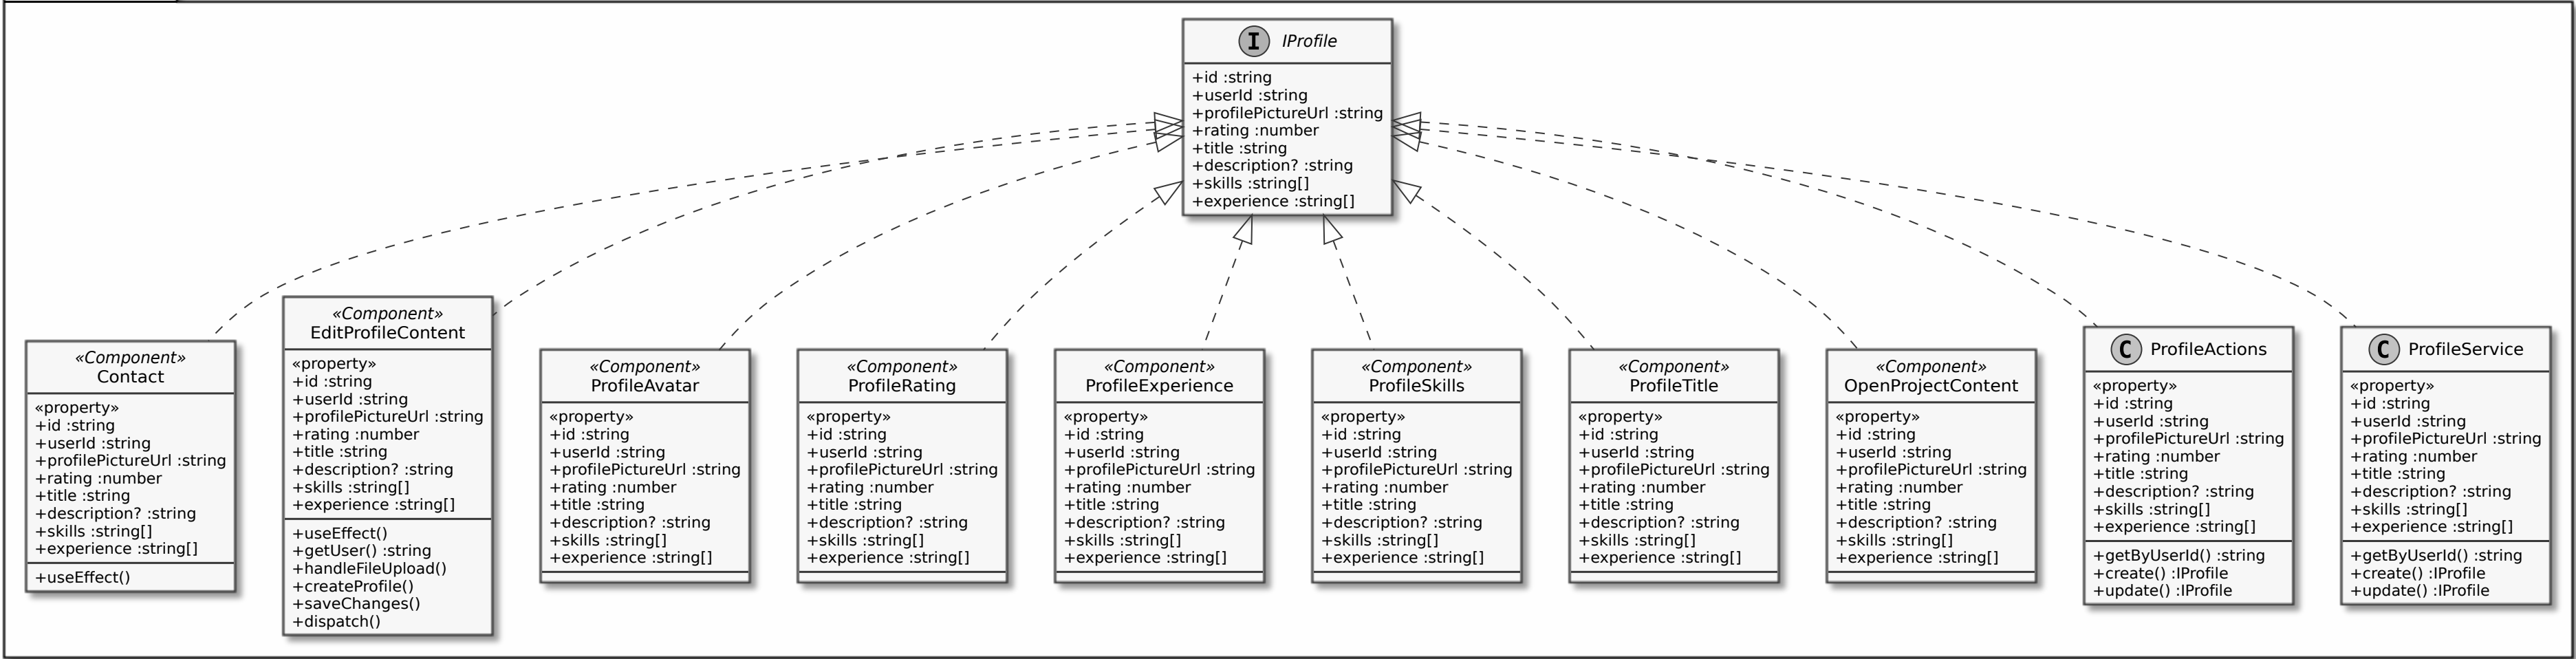 I IProfile
+id :string
+userId :string
+profilePictureUrl :string
+rating :number
+title :string
+description? :string
+skills :string[]
+experience :string[]
«Component»
Contact
«property»
+id :string
+userId :string
+profilePictureUrl :string
+rating :number
+title :string
+description? :string
+skills :string[]
+experience :string[]
+useEffect()
«Component»
EditProfileContent
«property»
+id :string
+userId :string
+profilePictureUrl :string
+rating :number
+title :string
+description? :string
+skills :string[]
+experience :string[]
+useEffect()
+getUser() :string
+handleFileUpload()
+createProfile()
+saveChanges()
+dispatch()
«Component»
ProfileAvatar
«property»
+id :string
+userId :string
+profilePictureUrl :string
+rating :number
+title :string
+description? :string
+skills :string[]
+experience :string[]
«Component»
ProfileRating
«property»
+id :string
+userId :string
+profilePictureUrl :string
+rating :number
+title :string
+description? :string
+skills :string[]
+experience :string[]
«Component»
ProfileExperience
«property»
+id :string
+userId :string
+profilePictureUrl :string
+rating :number
+title :string
+description? :string
+skills :string[]
+experience :string[]
«Component»
ProfileSkills
«property»
+id :string
+userId :string
+profilePictureUrl :string
+rating :number
+title :string
+description? :string
+skills :string[]
+experience :string[]
«Component»
ProfileTitle
«property»
+id :string
+userId :string
+profilePictureUrl :string
+rating :number
+title :string
+description? :string
+skills :string[]
+experience :string[]
«Component»
OpenProjectContent
«property»
+id :string
+userId :string
+profilePictureUrl :string
+rating :number
+title :string
+description? :string
+skills :string[]
+experience :string[]
C ProfileActions
«property»
+id :string
+userId :string
+profilePictureUrl :string
+rating :number
+title :string
+description? :string
+skills :string[]
+experience :string[]
+getByUserId() :string
+create() :IProfile
+update() :IProfile
C ProfileService
«property»
+id :string
+userId :string
+profilePictureUrl :string
+rating :number
+title :string
+description? :string
+skills :string[]
+experience :string[]
+getByUserId() :string
+create() :IProfile
+update() :IProfile